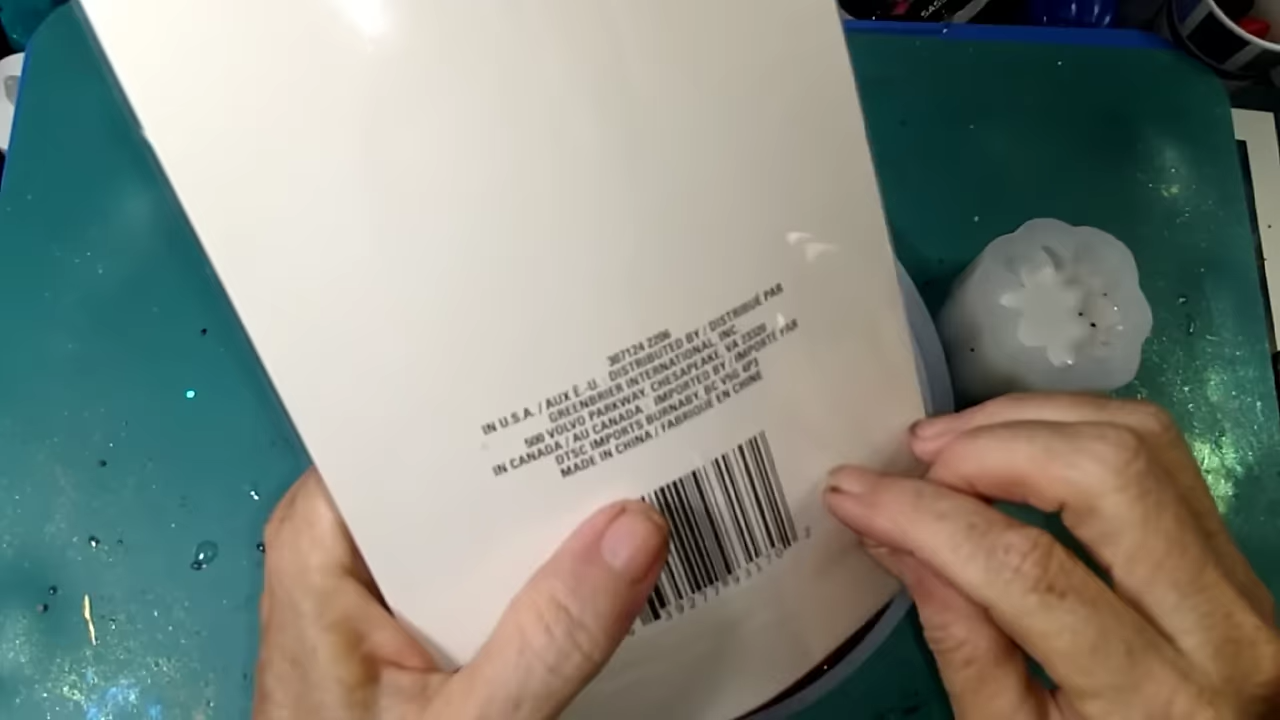 307124 2206
IN U.S.A. / AUX É.-U. DISTRIBUTED BY / DISTRIBUÉ PAR
GREENBRIER INTERNATIONAL, INC.
500 VOLVO PARKWAY, CHESAPEAKE, VA 23320
IN CANADA / AU CANADA IMPORTED BY / IMPORTÉ PAR
DTSC IMPORTS BURNABY, BC V5G 4P3
MADE IN CHINA / FABRIQUÉ EN CHINE